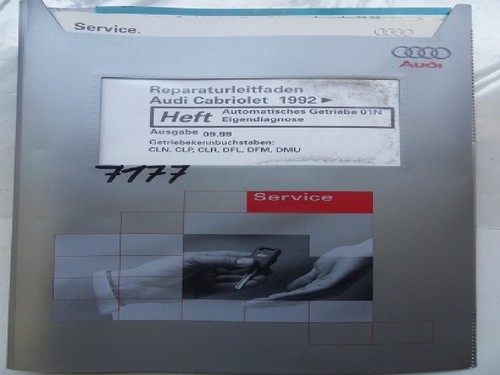 Service.
Audi
Reparaturleitfaden
Audi Cabriolet 1992 ►
Heft
Automatisches Getriebe 01N
Eigendiagnose
Ausgabe 09.99
Getriebekennbuchstaben:
CLN, CLP, CLR, DFL, DFM, DMU
7177
Service